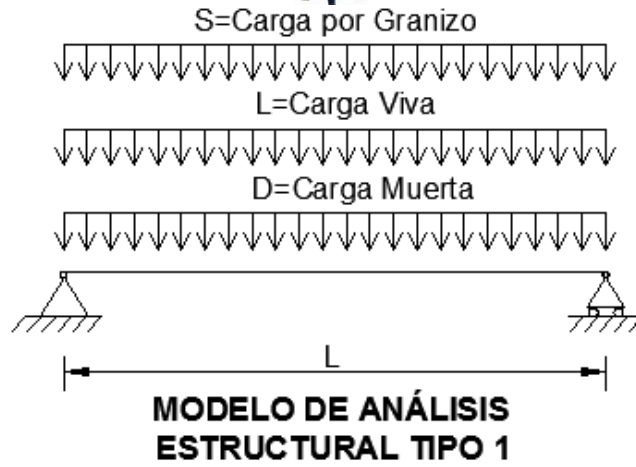 S=Carga por Granizo
L=Carga Viva
D=Carga Muerta
L
MODELO DE ANÁLISIS
ESTRUCTURAL TIPO 1